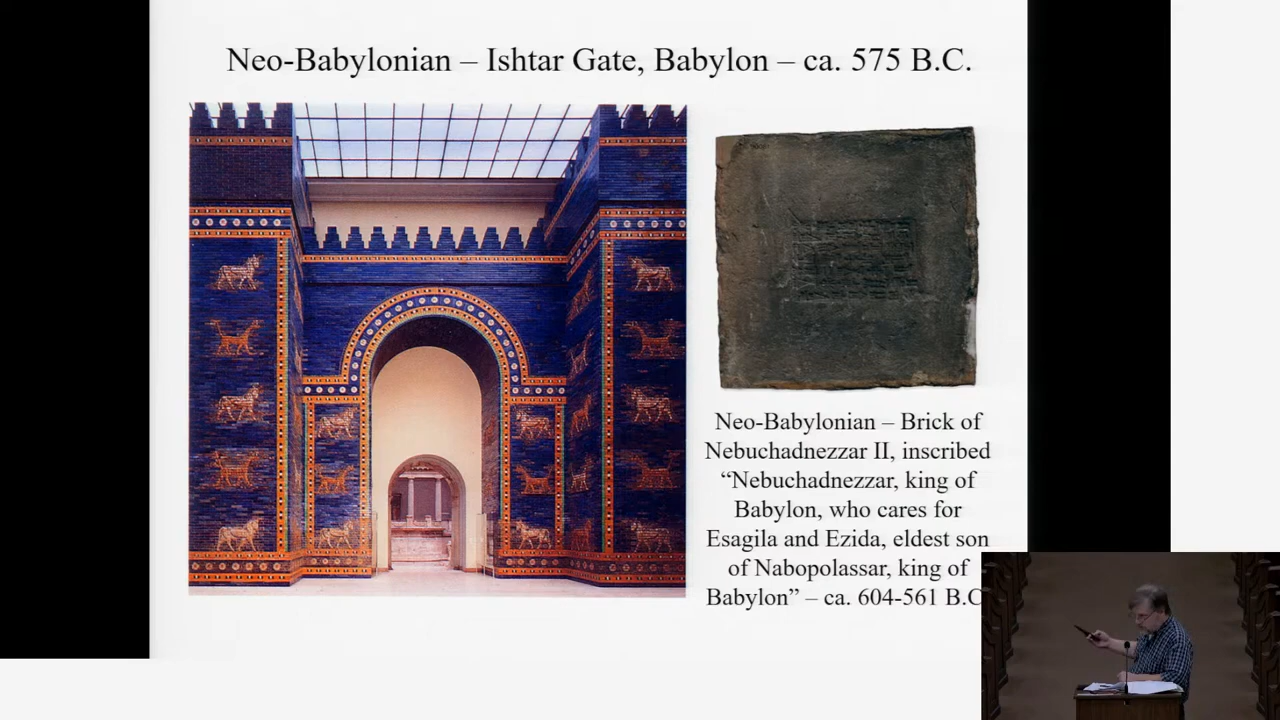 Neo-Babylonian – Ishtar Gate, Babylon – ca. 575 B.C.
Neo-Babylonian – Brick of
Nebuchadnezzar II, inscribed
“Nebuchadnezzar, king of
Babylon, who cares for
Esagila and Ezida, eldest son
of Nabopolassar, king of
Babylon” – ca. 604-561 B.C